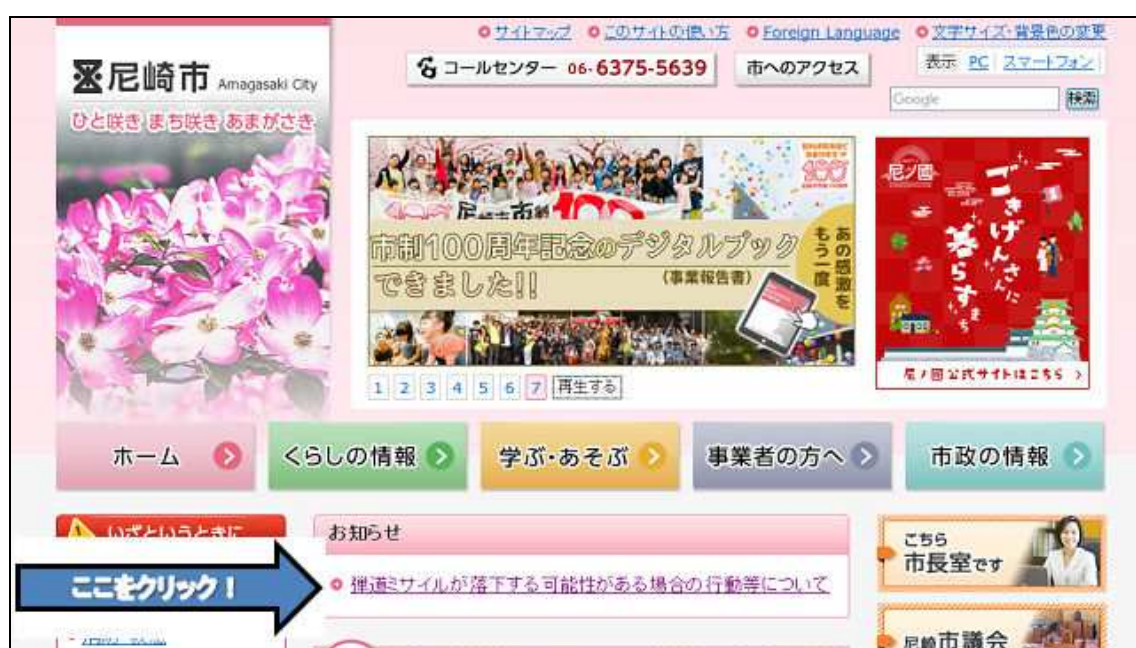 サイトマップ このサイトの使い方 Foreign Language 文字サイズ・背景色の変更
尼崎市 Amagasaki City
コールセンター 06-6375-5639 市へのアクセス
表示 PC スマートフォン
Google 検索
ひと咲き まち咲き あまがさき
市制100周年記念のデジタルブック
できました!! (事業報告書)
あの感激を
もう一度
尼ノ國
ごきげんさんに
暮らすまち
尼ノ國公式サイトはこちら
1 2 3 4 5 6 7 再生する
ホーム くらしの情報 学ぶ・あそぶ 事業者の方へ 市政の情報
いざというときに
お知らせ
こちら
市長室です
ここをクリック!
弾道ミサイルが落下する可能性がある場合の行動等について
尼崎市議会